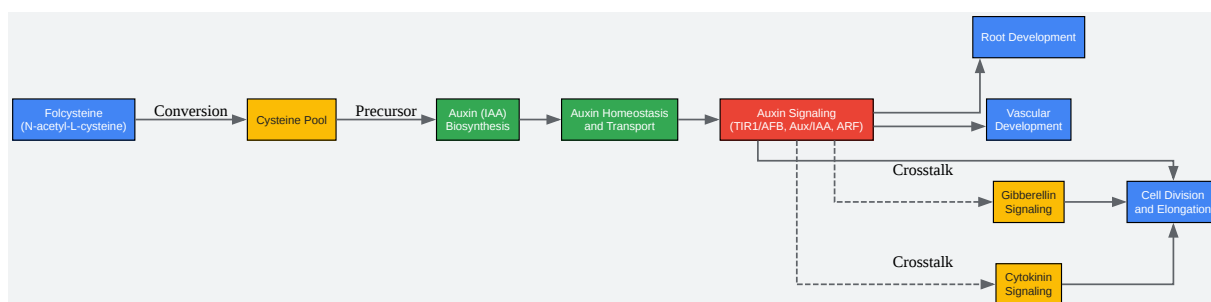 Root Development
Folcysteine
(N-acetyl-L-cysteine)
Conversion
Cysteine Pool
Precursor
Auxin (IAA)
Biosynthesis
Auxin Homeostasis
and Transport
Auxin Signaling
(TIR1/AFB, Aux/IAA, ARF)
Vascular
Development
Crosstalk
Gibberellin
Signaling
Cell Division
and Elongation
Crosstalk
Cytokinin
Signaling